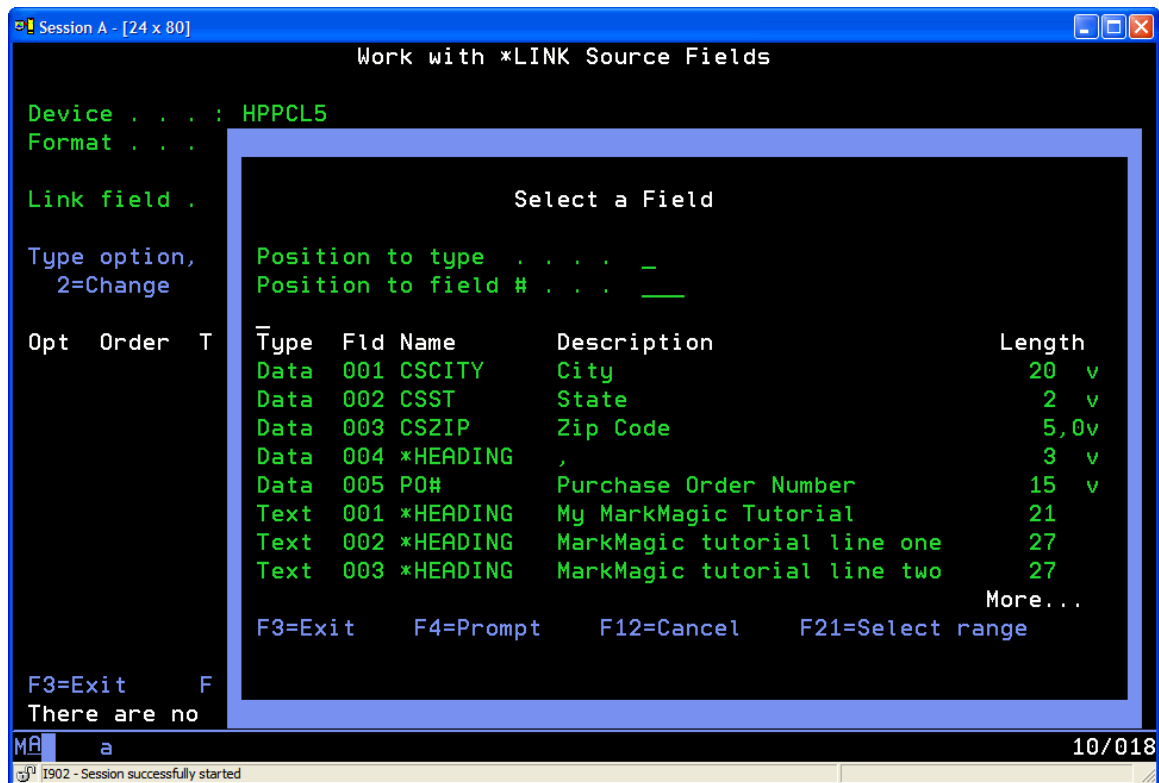 Session A - [24 x 80]
Work with *LINK Source Fields
Device . . . : HPPCL5
Format . . .
Link field .
Select a Field
Type option,
2=Change
Position to type . . . . _
Position to field # . . . ___
Opt Order T
Type Fld Name Description Length
Data 001 CSCITY City 20 v
Data 002 CSST State 2 v
Data 003 CSZIP Zip Code 5,0v
Data 004 *HEADING , 3 v
Data 005 PO# Purchase Order Number 15 v
Text 001 *HEADING My MarkMagic Tutorial 21
Text 002 *HEADING MarkMagic tutorial line one 27
Text 003 *HEADING MarkMagic tutorial line two 27
More...
F3=Exit F4=Prompt F12=Cancel F21=Select range
F3=Exit F
There are no
MA a 10/018
I902 - Session successfully started